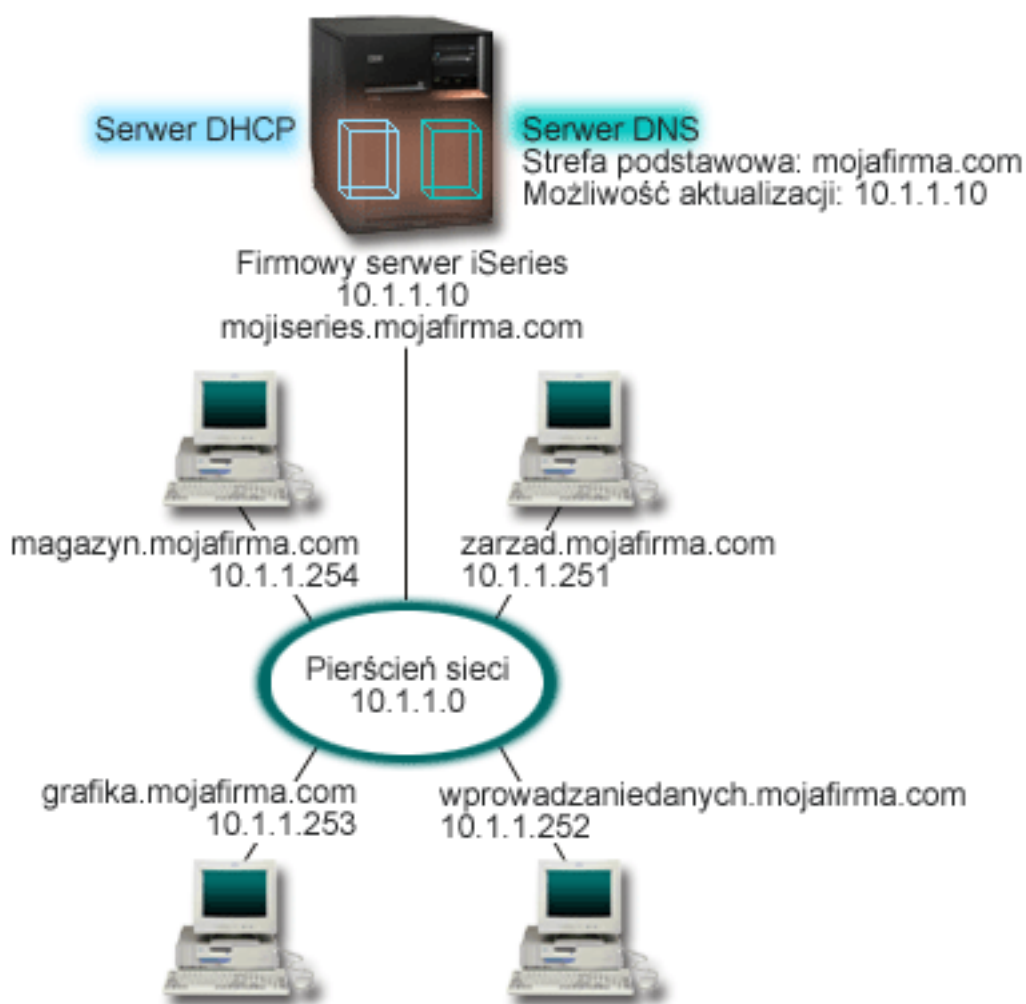 Serwer DHCP
Serwer DNS
Strefa podstawowa: mojafirma.com
Możliwość aktualizacji: 10.1.1.10
Firmowy serwer iSeries
10.1.1.10
mojiseries.mojafirma.com
magazyn.mojafirma.com
10.1.1.254
zarzad.mojafirma.com
10.1.1.251
Pierścień sieci
10.1.1.0
grafika.mojafirma.com
10.1.1.253
wprowadzaniedanych.mojafirma.com
10.1.1.252